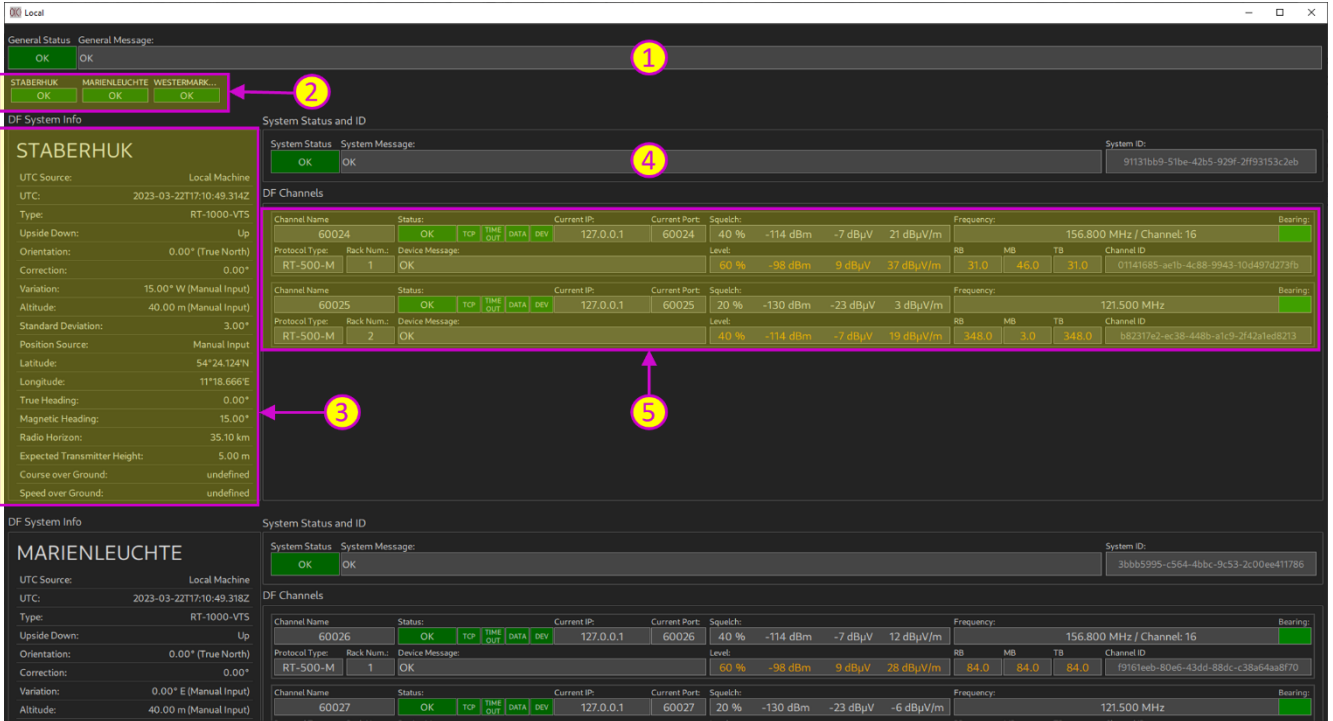 Local
General Status General Message:
OK OK
1
STABERHUK MARIENLEUCHTE WESTERMARK...
OK OK OK
2
DF System Info
STABERHUK
UTC Source: Local Machine
UTC: 2023-03-22T17:10:49.314Z
Type: RT-1000-VTS
Upside Down: Up
Orientation: 0.00° (True North)
Correction: 0.00°
Variation: 15.00° W (Manual Input)
Altitude: 40.00 m (Manual Input)
Standard Deviation: 3.00°
Position Source: Manual Input
Latitude: 54°24.124'N
Longitude: 11°18.666'E
True Heading: 0.00°
Magnetic Heading: 15.00°
Radio Horizon: 35.10 km
Expected Transmitter Height: 5.00 m
Course over Ground: undefined
Speed over Ground: undefined
3
System Status and ID
System Status System Message: System ID:
OK OK 91131bb9-51be-42b5-929f-2ff93153c2eb
4
DF Channels
Channel Name Status: Current IP: Current Port: Squelch: Frequency: Bearing:
60024 OK TCP TIME OUT DATA DEV 127.0.0.1 60024 40 % -114 dBm -7 dBµV 21 dBµV/m 156.800 MHz / Channel: 16
Protocol Type: Rack Num.: Device Message: Level: RB MB TB Channel ID
RT-500-M 1 OK 60 % -98 dBm 9 dBµV 37 dBµV/m 31.0 46.0 31.0 01141685-ae1b-4c88-9943-10d497d273fb
Channel Name Status: Current IP: Current Port: Squelch: Frequency: Bearing:
60025 OK TCP TIME OUT DATA DEV 127.0.0.1 60025 20 % -130 dBm -23 dBµV 3 dBµV/m 121.500 MHz
Protocol Type: Rack Num.: Device Message: Level: RB MB TB Channel ID
RT-500-M 2 OK 40 % -114 dBm -7 dBµV 19 dBµV/m 348.0 3.0 348.0 b82317e2-ec38-448b-a1c9-2f42a1ed8213
5
DF System Info
MARIENLEUCHTE
UTC Source: Local Machine
UTC: 2023-03-22T17:10:49.318Z
Type: RT-1000-VTS
Upside Down: Up
Orientation: 0.00° (True North)
Correction: 0.00°
Variation: 0.00° E (Manual Input)
Altitude: 40.00 m (Manual Input)
System Status and ID
System Status System Message: System ID:
OK OK 3bbb5995-c564-4bbc-9c53-2c00ee411786
DF Channels
Channel Name Status: Current IP: Current Port: Squelch: Frequency: Bearing:
60026 OK TCP TIME OUT DATA DEV 127.0.0.1 60026 40 % -114 dBm -7 dBµV 12 dBµV/m 156.800 MHz / Channel: 16
Protocol Type: Rack Num.: Device Message: Level: RB MB TB Channel ID
RT-500-M 1 OK 60 % -98 dBm 9 dBµV 28 dBµV/m 84.0 84.0 84.0 f9161eeb-80e6-43dd-88dc-c38a64aa8f70
Channel Name Status: Current IP: Current Port: Squelch: Frequency: Bearing:
60027 OK TCP TIME OUT DATA DEV 127.0.0.1 60027 20 % -130 dBm -23 dBµV -6 dBµV/m 121.500 MHz